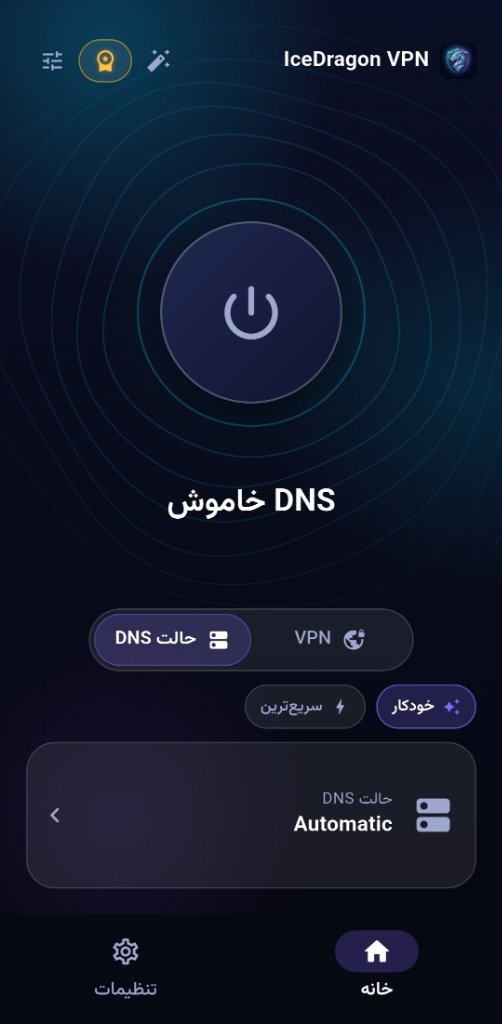 IceDragon VPN
DNS خاموش
VPN
حالت DNS
خودکار
سریع‌ترین
حالت DNS
Automatic
خانه
تنظیمات